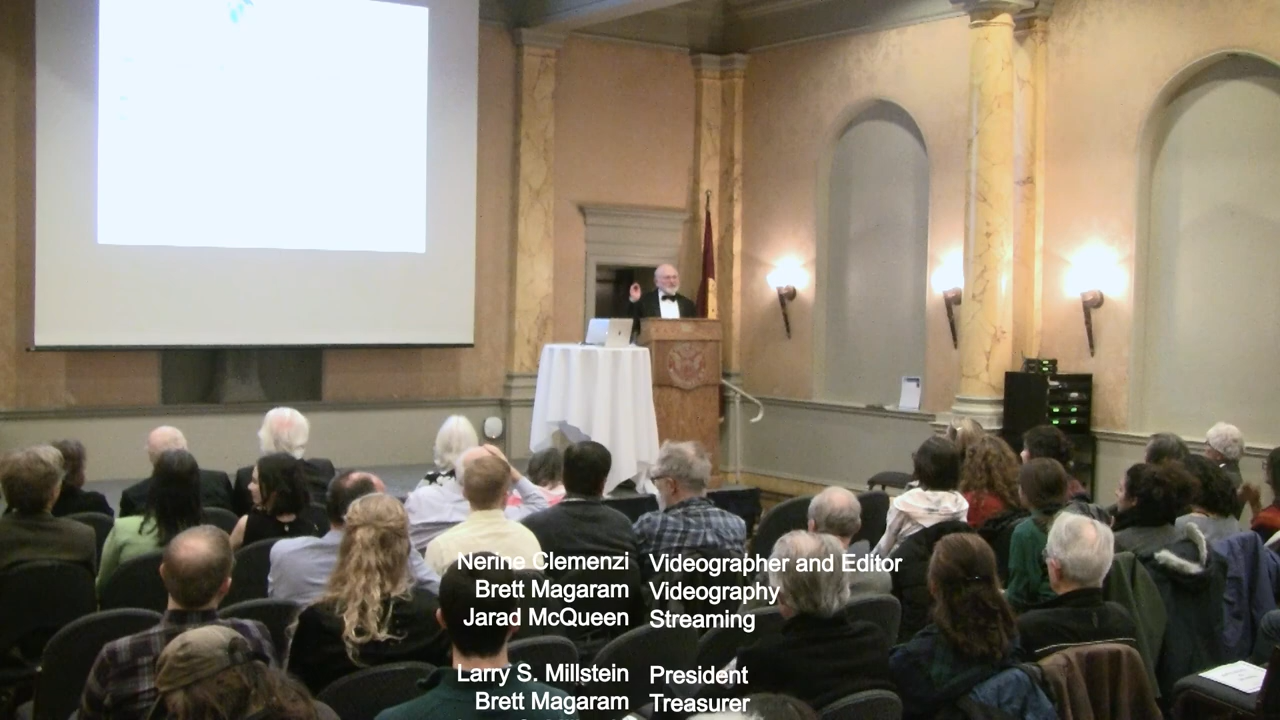 Nerine Clemenzi Videographer and Editor
Brett Magaram Videography
Jarad McQueen Streaming
Larry S. Millstein President
Brett Magaram Treasurer